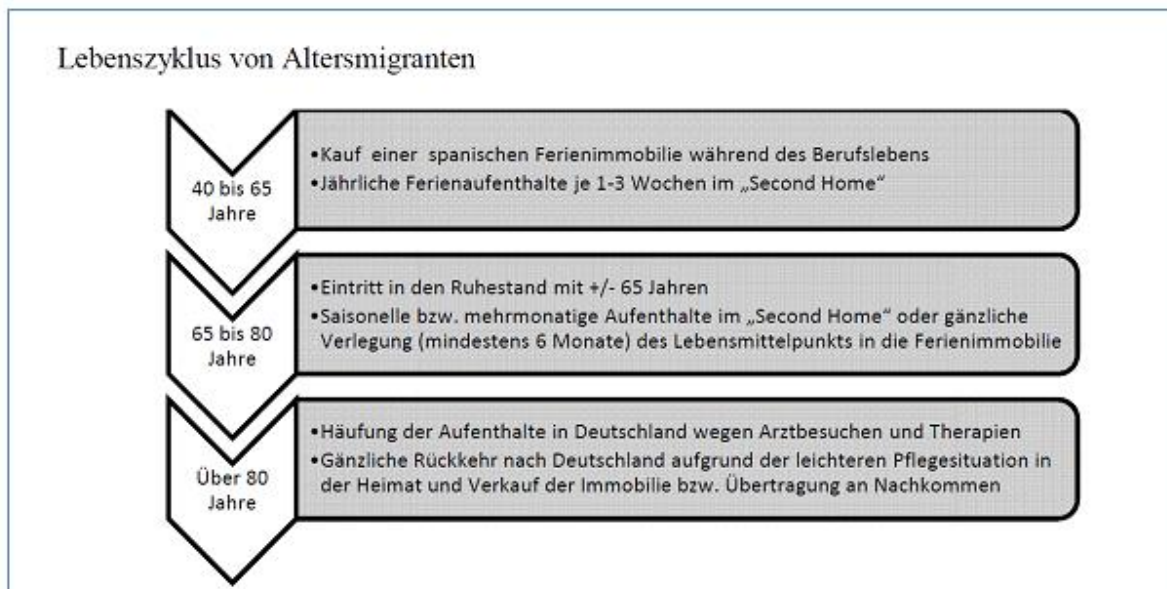 Lebenszyklus von Altersmigranten
40 bis 65
Jahre
•Kauf einer spanischen Ferienimmobilie während des Berufslebens
•Jährliche Ferienaufenthalte je 1-3 Wochen im „Second Home“
65 bis 80
Jahre
•Eintritt in den Ruhestand mit +/- 65 Jahren
•Saisonelle bzw. mehrmonatige Aufenthalte im „Second Home“ oder gänzliche
Verlegung (mindestens 6 Monate) des Lebensmittelpunkts in die Ferienimmobilie
Über 80
Jahre
•Häufung der Aufenthalte in Deutschland wegen Arztbesuchen und Therapien
•Gänzliche Rückkehr nach Deutschland aufgrund der leichteren Pflegesituation in
der Heimat und Verkauf der Immobilie bzw. Übertragung an Nachkommen